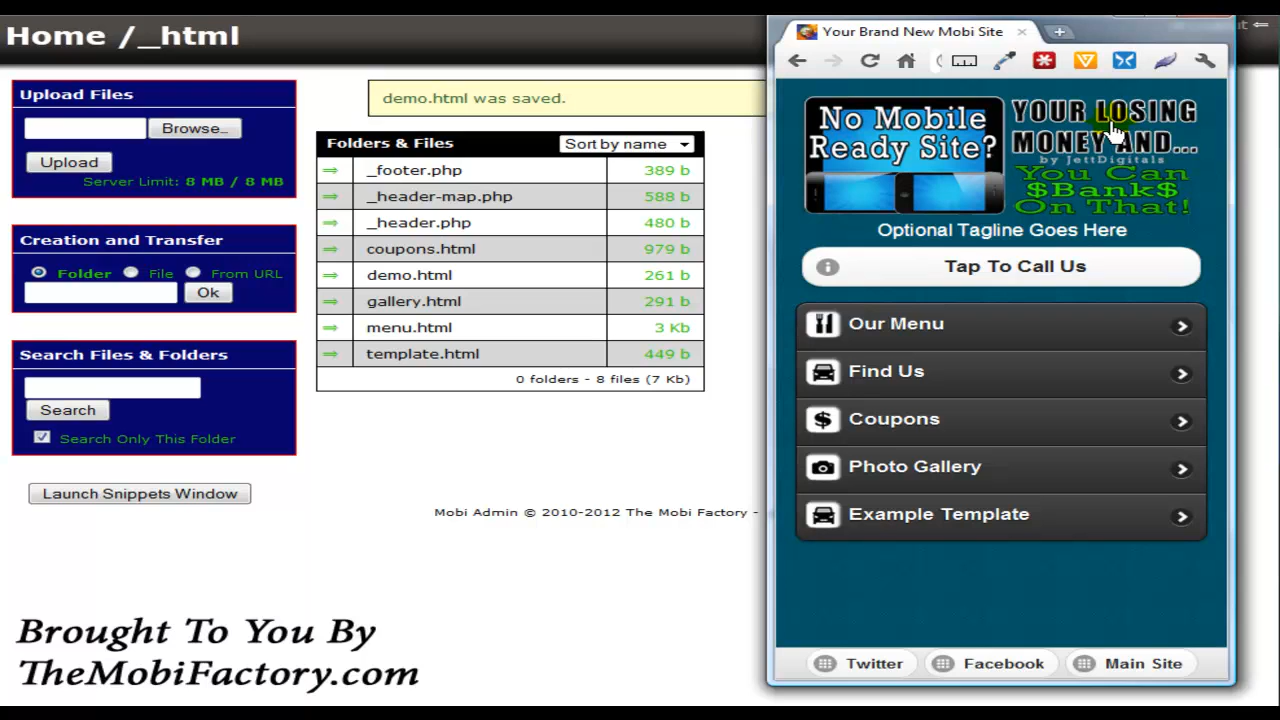 Home /_html
Upload Files
Browse...
Upload
Server Limit: 8 MB / 8 MB
Creation and Transfer
Folder File From URL
Ok
Search Files & Folders
Search
Search Only This Folder
Launch Snippets Window
demo.html was saved.
Folders & Files Sort by name
_footer.php 389 b
_header-map.php 588 b
_header.php 480 b
coupons.html 979 b
demo.html 261 b
gallery.html 291 b
menu.html 3 Kb
template.html 449 b
0 folders - 8 files (7 Kb)
Mobi Admin © 2010-2012 The Mobi Factory -
Brought To You By
TheMobiFactory.com
Your Brand New Mobi Site
No Mobile
Ready Site?
YOUR LOSING
MONEY AND...
by JettDigitals
You Can
$Bank$
On That!
Optional Tagline Goes Here
Tap To Call Us
Our Menu
Find Us
Coupons
Photo Gallery
Example Template
Twitter Facebook Main Site